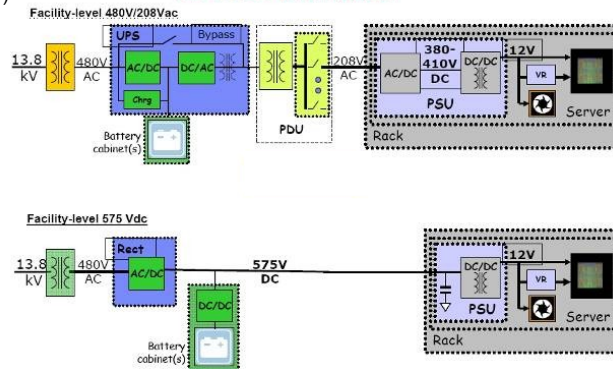 )
Facility-level 480V/208Vac
UPS
Bypass
13.8
kV
480V
AC
AC/DC
DC/AC
Chrg
Battery
cabinet(s)
PDU
208V
AC
AC/DC
380-
410V
DC
DC/DC
PSU
12V
VR
Server
Rack
Facility-level 575 Vdc
13.8
kV
480V
AC
Rect
AC/DC
575V
DC
DC/DC
Battery
cabinet(s)
DC/DC
PSU
12V
VR
Server
Rack